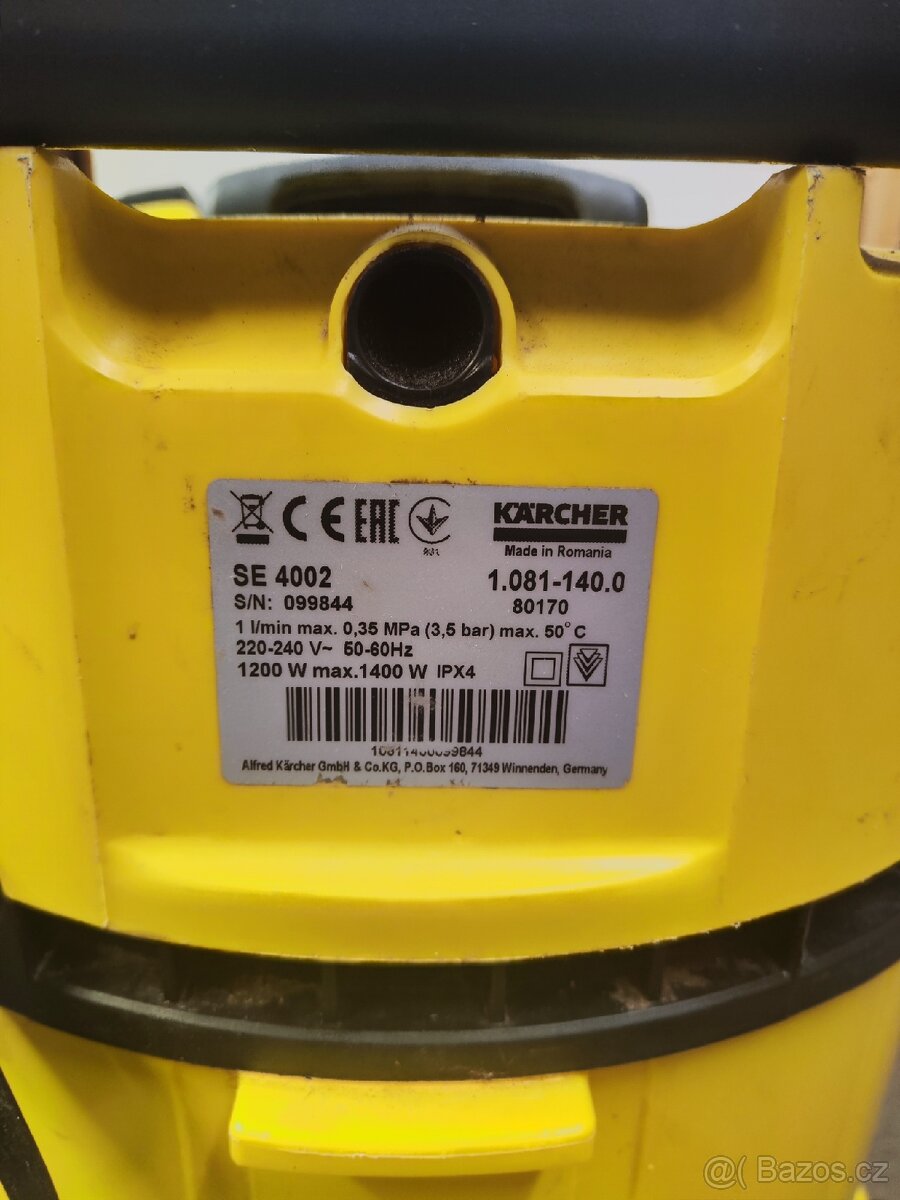 CE EAC
KÄRCHER
Made in Romania
SE 4002 1.081-140.0
S/N: 099844 80170
1 l/min max. 0,35 MPa (3,5 bar) max. 50°C
220-240 V~ 50-60Hz
1200 W max.1400 W IPX4
Alfred Kärcher GmbH & Co.KG, P.O.Box 160, 71349 Winnenden, Germany
@( Bazos.cz